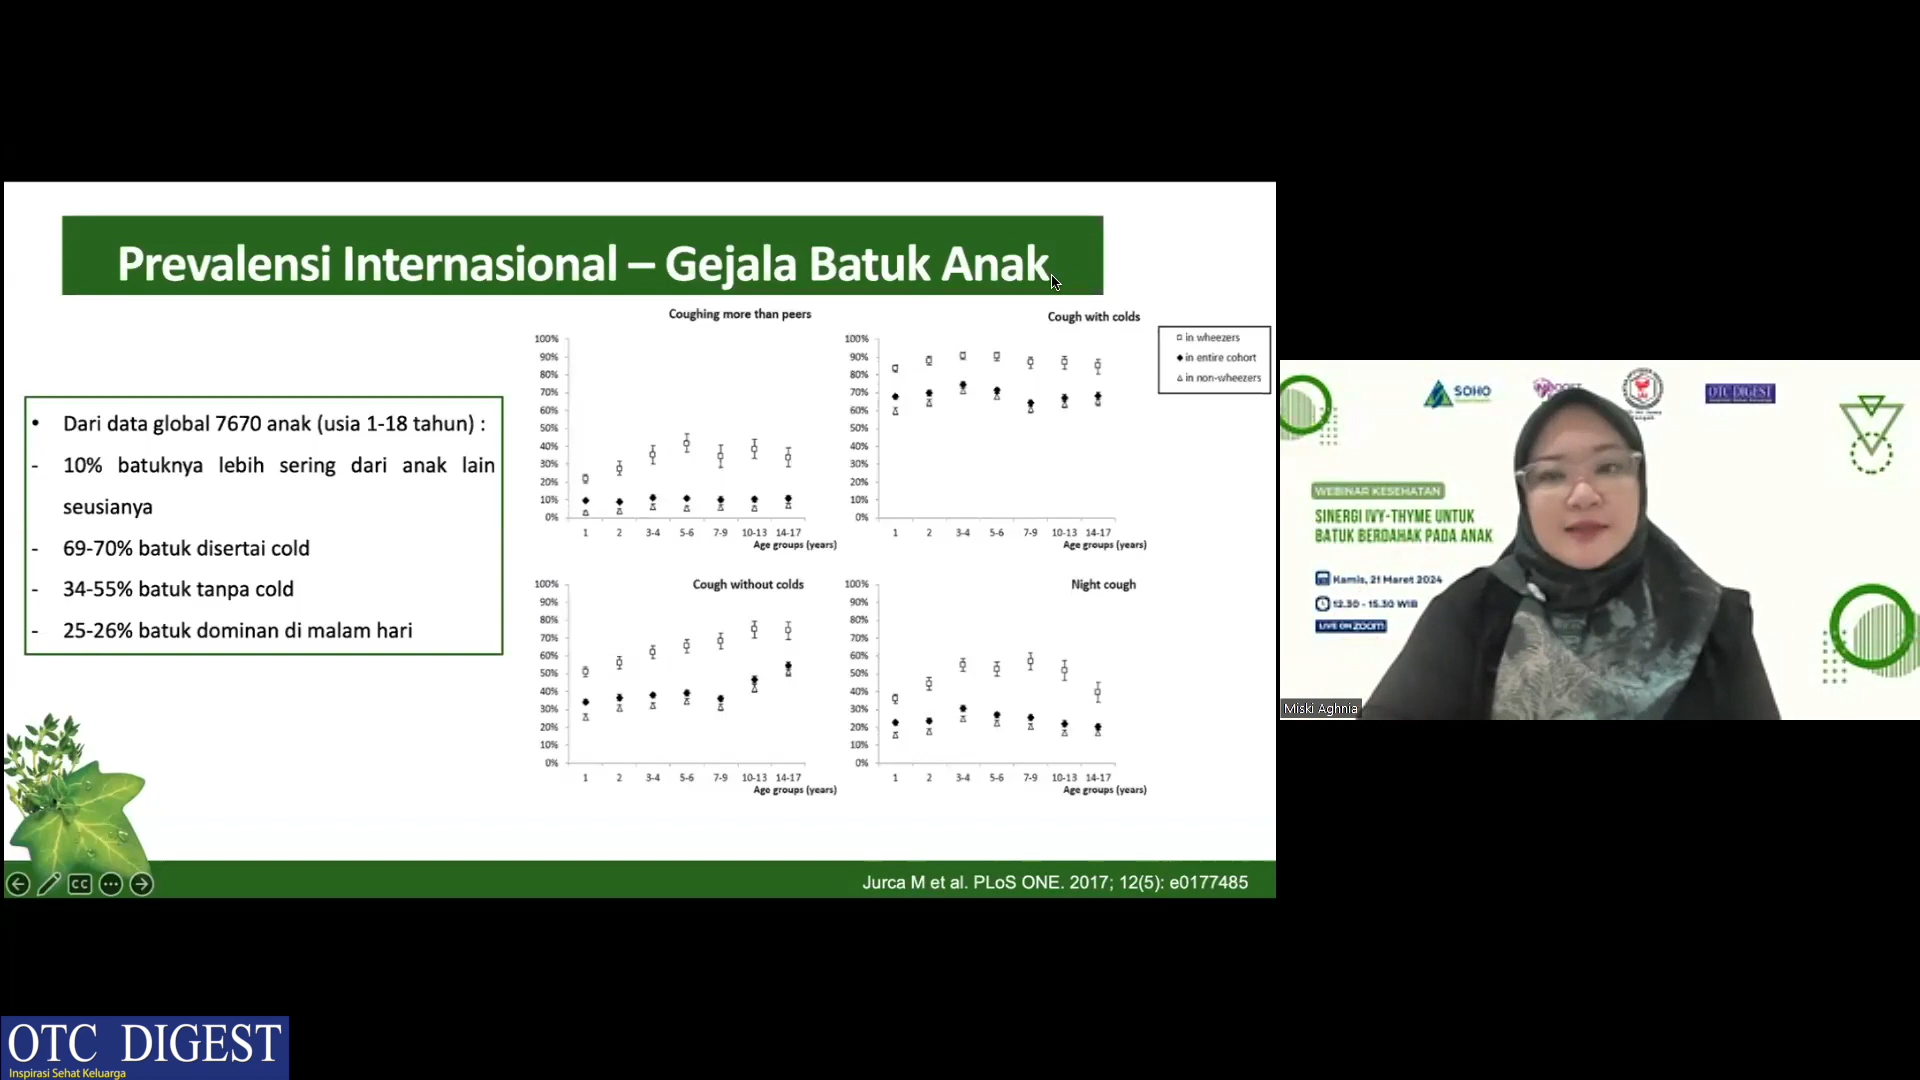 Prevalensi Internasional – Gejala Batuk Anak
• Dari data global 7670 anak (usia 1-18 tahun) :
- 10% batuknya lebih sering dari anak lain
seusianya
- 69-70% batuk disertai cold
- 34-55% batuk tanpa cold
- 25-26% batuk dominan di malam hari
Coughing more than peers
100%
90%
80%
70%
60%
50%
40%
30%
20%
10%
0%
1 2 3-4 5-6 7-9 10-13 14-17
Age groups (years)
Cough with colds
100%
90%
80%
70%
60%
50%
40%
30%
20%
10%
0%
1 2 3-4 5-6 7-9 10-13 14-17
Age groups (years)
in wheezers
in entire cohort
in non-wheezers
Cough without colds
100%
90%
80%
70%
60%
50%
40%
30%
20%
10%
0%
1 2 3-4 5-6 7-9 10-13 14-17
Age groups (years)
Night cough
100%
90%
80%
70%
60%
50%
40%
30%
20%
10%
0%
1 2 3-4 5-6 7-9 10-13 14-17
Age groups (years)
CC
Jurca M et al. PLoS ONE. 2017; 12(5): e0177485
SOHO
OTC DIGEST
WEBINAR KESEHATAN
SINERGI IVY-THYME UNTUK
BATUK BERDAHAK PADA ANAK
Kamis, 21 Maret 2024
12.30 - 15.30 WIB
LIVE ON zoom
Miski Aghnia
OTC DIGEST
Inspirasi Sehat Keluarga